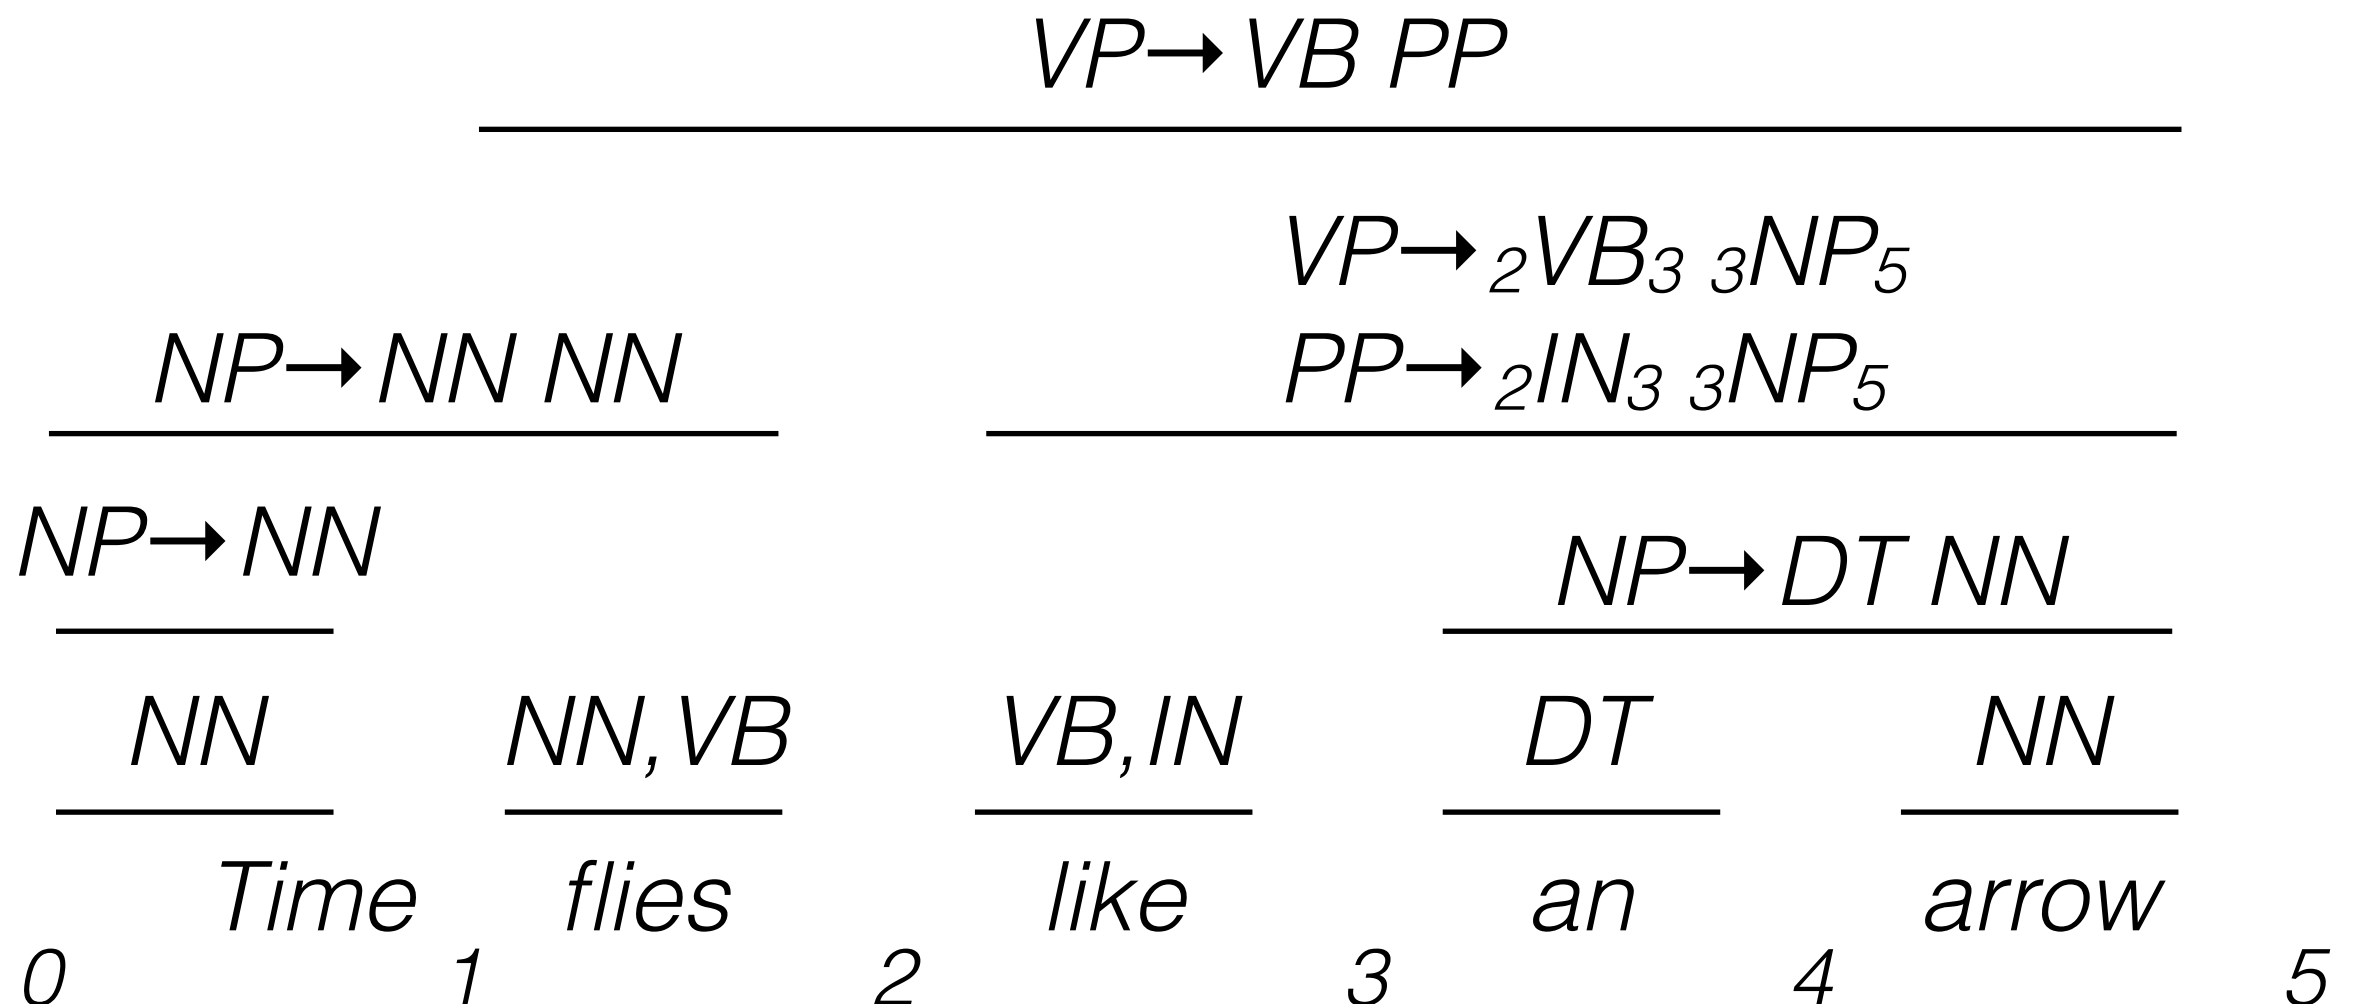 VP→VB PP
VP→₂VB₃ ₃NP₅
NP→NN NN PP→₂IN₃ ₃NP₅
NP→NN
NP→DT NN
NN NN,VB VB,IN DT NN
Time flies like an arrow
0 1 2 3 4 5